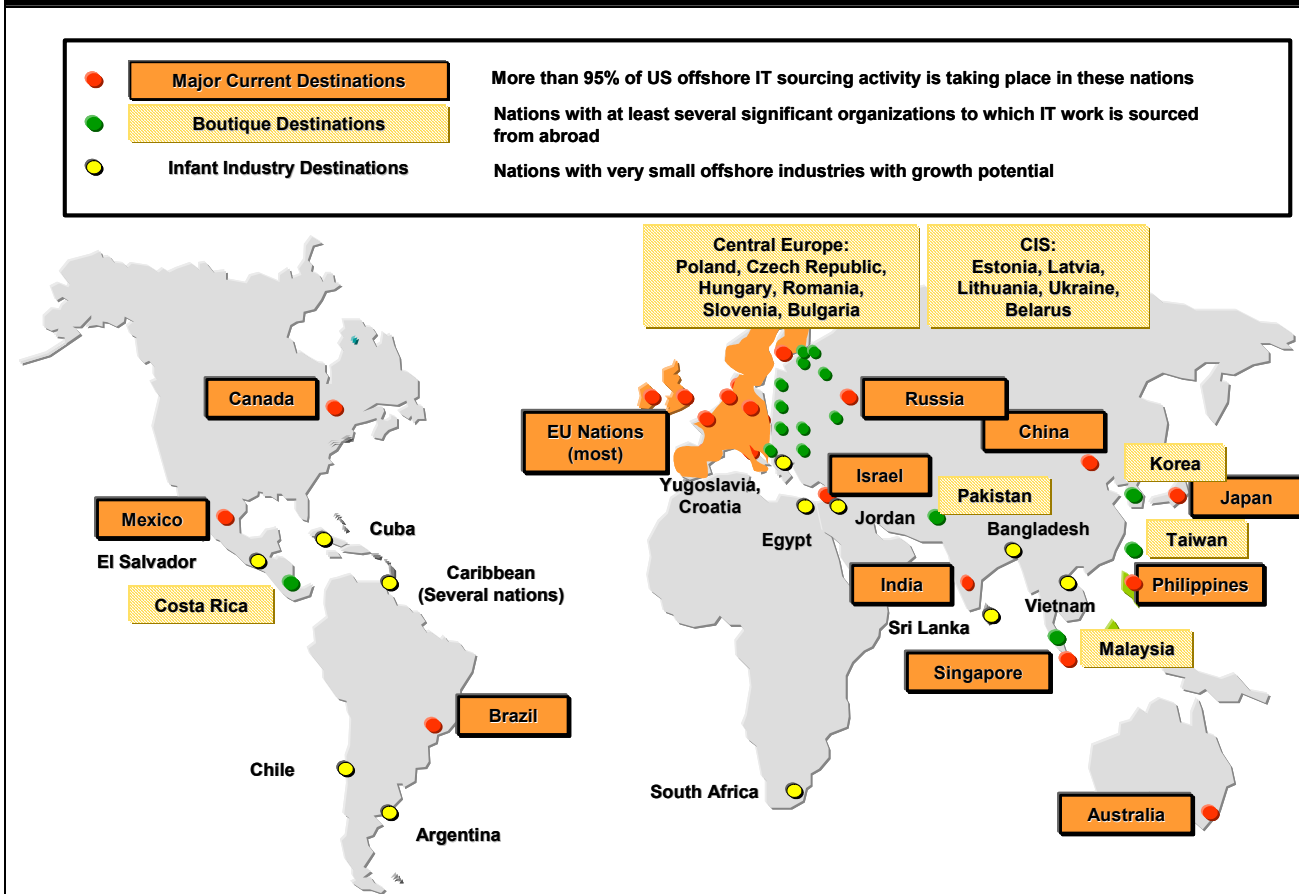 Major Current Destinations
More than 95% of US offshore IT sourcing activity is taking place in these nations
Boutique Destinations
Nations with at least several significant organizations to which IT work is sourced
from abroad
Infant Industry Destinations
Nations with very small offshore industries with growth potential
Central Europe:
Poland, Czech Republic,
Hungary, Romania,
Slovenia, Bulgaria
CIS:
Estonia, Latvia,
Lithuania, Ukraine,
Belarus
Canada
Russia
EU Nations
(most)
China
Korea
Israel
Yugoslavia,
Croatia
Pakistan
Japan
Mexico
Cuba
Jordan
Bangladesh
Egypt
Taiwan
El Salvador
Caribbean
(Several nations)
India
Philippines
Costa Rica
Vietnam
Sri Lanka
Malaysia
Singapore
Brazil
Chile
South Africa
Australia
Argentina